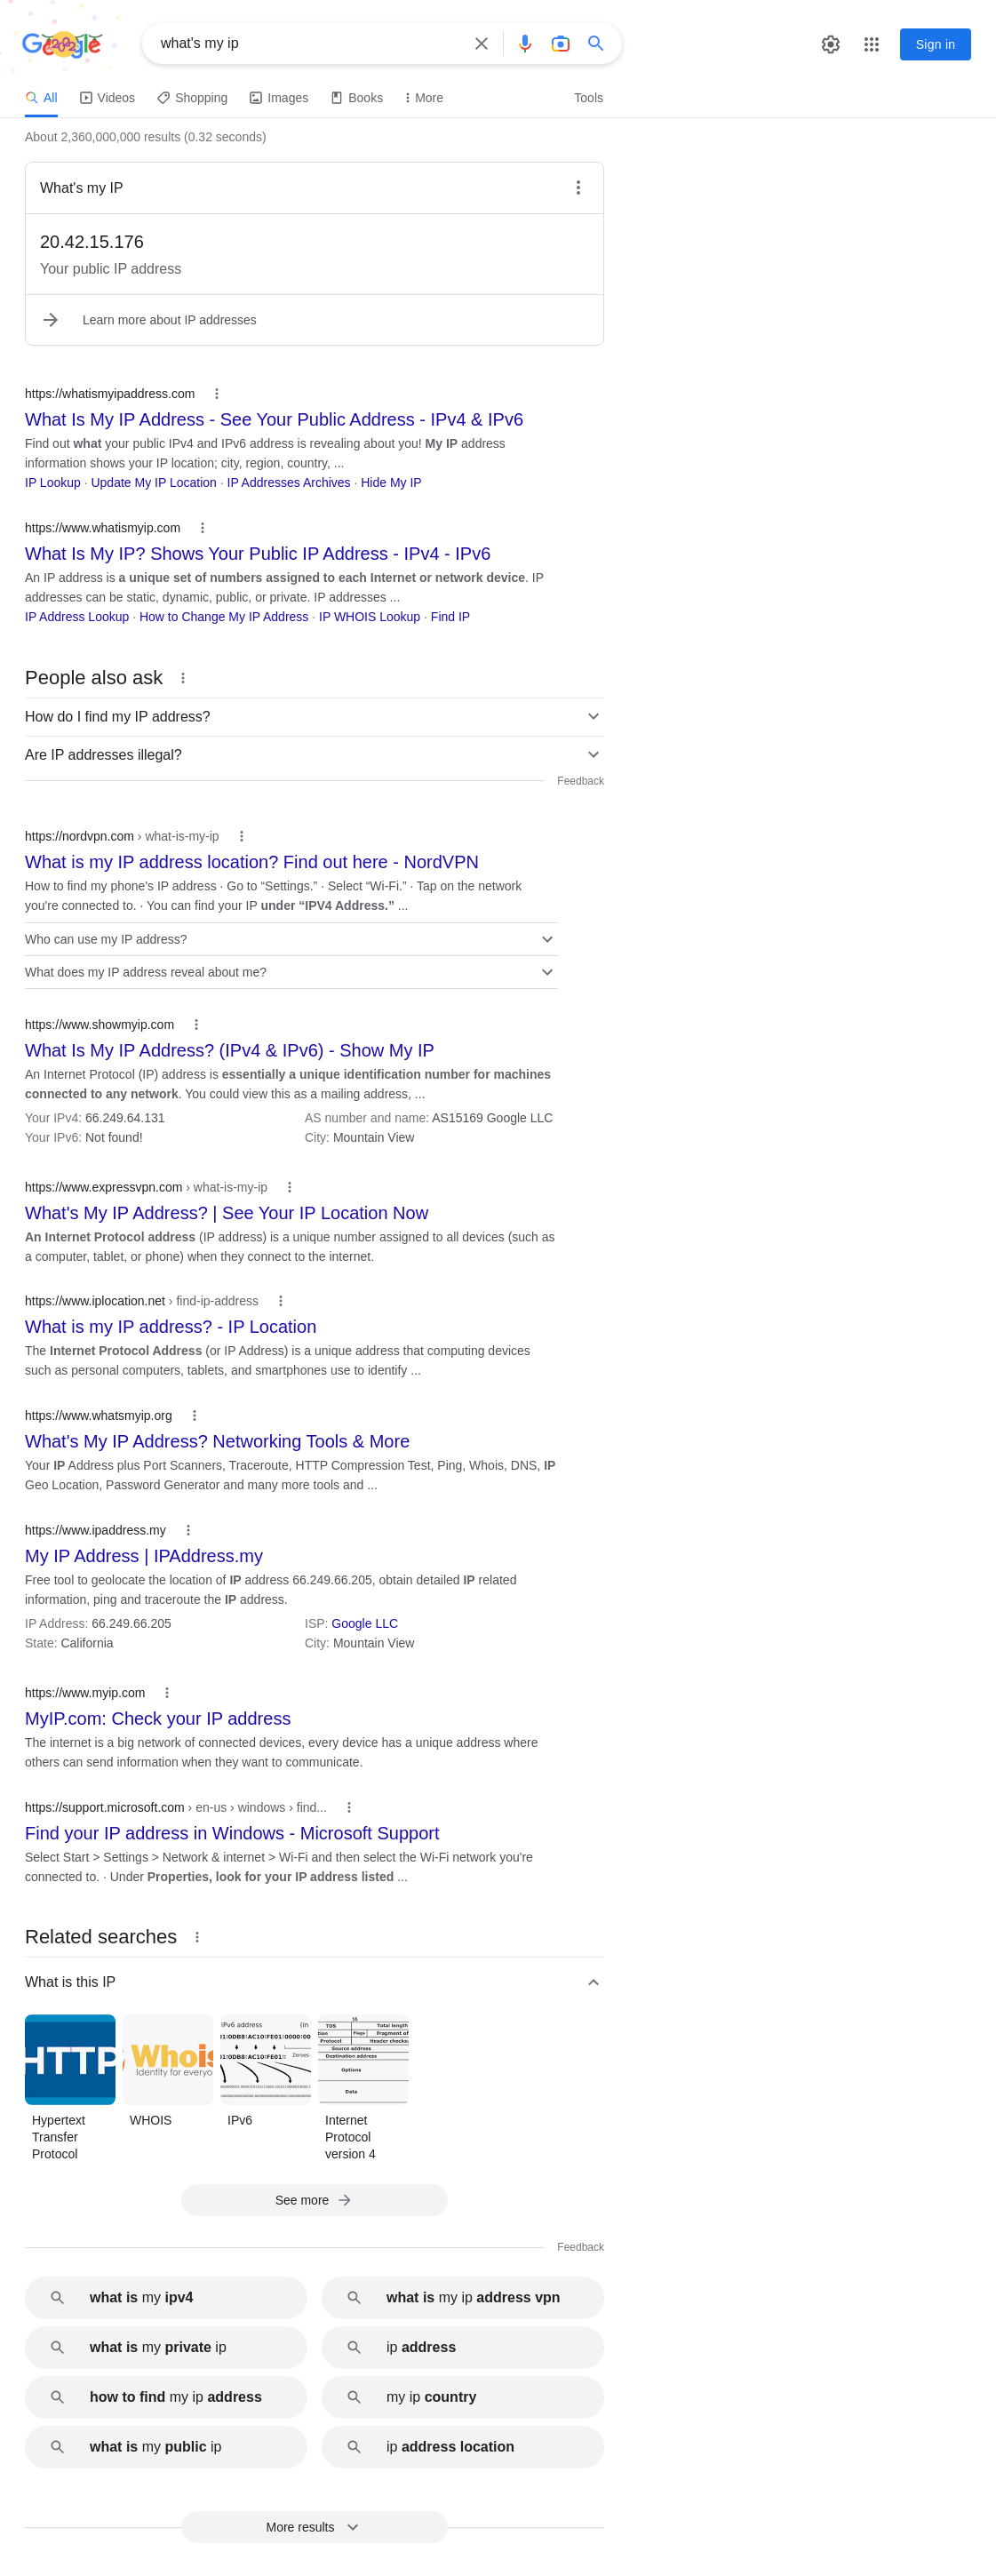 Google
2022
what's my ip
Sign in
All
Videos
Shopping
Images
Books
More
Tools
About 2,360,000,000 results (0.32 seconds)
What's my IP
20.42.15.176
Your public IP address
Learn more about IP addresses
https://whatismyipaddress.com
What Is My IP Address - See Your Public Address - IPv4 & IPv6
Find out what your public IPv4 and IPv6 address is revealing about you! My IP address
information shows your IP location; city, region, country, ...
IP Lookup · Update My IP Location · IP Addresses Archives · Hide My IP
https://www.whatismyip.com
What Is My IP? Shows Your Public IP Address - IPv4 - IPv6
An IP address is a unique set of numbers assigned to each Internet or network device. IP
addresses can be static, dynamic, public, or private. IP addresses ...
IP Address Lookup · How to Change My IP Address · IP WHOIS Lookup · Find IP
People also ask
How do I find my IP address?
Are IP addresses illegal?
Feedback
https://nordvpn.com › what-is-my-ip
What is my IP address location? Find out here - NordVPN
How to find my phone's IP address · Go to “Settings.” · Select “Wi-Fi.” · Tap on the network
you're connected to. · You can find your IP under “IPV4 Address.” ...
Who can use my IP address?
What does my IP address reveal about me?
https://www.showmyip.com
What Is My IP Address? (IPv4 & IPv6) - Show My IP
An Internet Protocol (IP) address is essentially a unique identification number for machines
connected to any network. You could view this as a mailing address, ...
Your IPv4: 66.249.64.131
AS number and name: AS15169 Google LLC
Your IPv6: Not found!
City: Mountain View
https://www.expressvpn.com › what-is-my-ip
What's My IP Address? | See Your IP Location Now
An Internet Protocol address (IP address) is a unique number assigned to all devices (such as
a computer, tablet, or phone) when they connect to the internet.
https://www.iplocation.net › find-ip-address
What is my IP address? - IP Location
The Internet Protocol Address (or IP Address) is a unique address that computing devices
such as personal computers, tablets, and smartphones use to identify ...
https://www.whatsmyip.org
What's My IP Address? Networking Tools & More
Your IP Address plus Port Scanners, Traceroute, HTTP Compression Test, Ping, Whois, DNS, IP
Geo Location, Password Generator and many more tools and ...
https://www.ipaddress.my
My IP Address | IPAddress.my
Free tool to geolocate the location of IP address 66.249.66.205, obtain detailed IP related
information, ping and traceroute the IP address.
IP Address: 66.249.66.205
ISP: Google LLC
State: California
City: Mountain View
https://www.myip.com
MyIP.com: Check your IP address
The internet is a big network of connected devices, every device has a unique address where
others can send information when they want to communicate.
https://support.microsoft.com › en-us › windows › find...
Find your IP address in Windows - Microsoft Support
Select Start > Settings > Network & internet > Wi-Fi and then select the Wi-Fi network you're
connected to. · Under Properties, look for your IP address listed ...
Related searches
What is this IP
HTTP
Whois
Identity for everyo
IPv6 address (in
Zeroes
16
TOS Total length
Flags Fragment of
Protocol Header checks
Source address
Destination address
Options
Data
Hypertext
Transfer
Protocol
WHOIS
IPv6
Internet
Protocol
version 4
See more
Feedback
what is my ipv4
what is my ip address vpn
what is my private ip
ip address
how to find my ip address
my ip country
what is my public ip
ip address location
More results